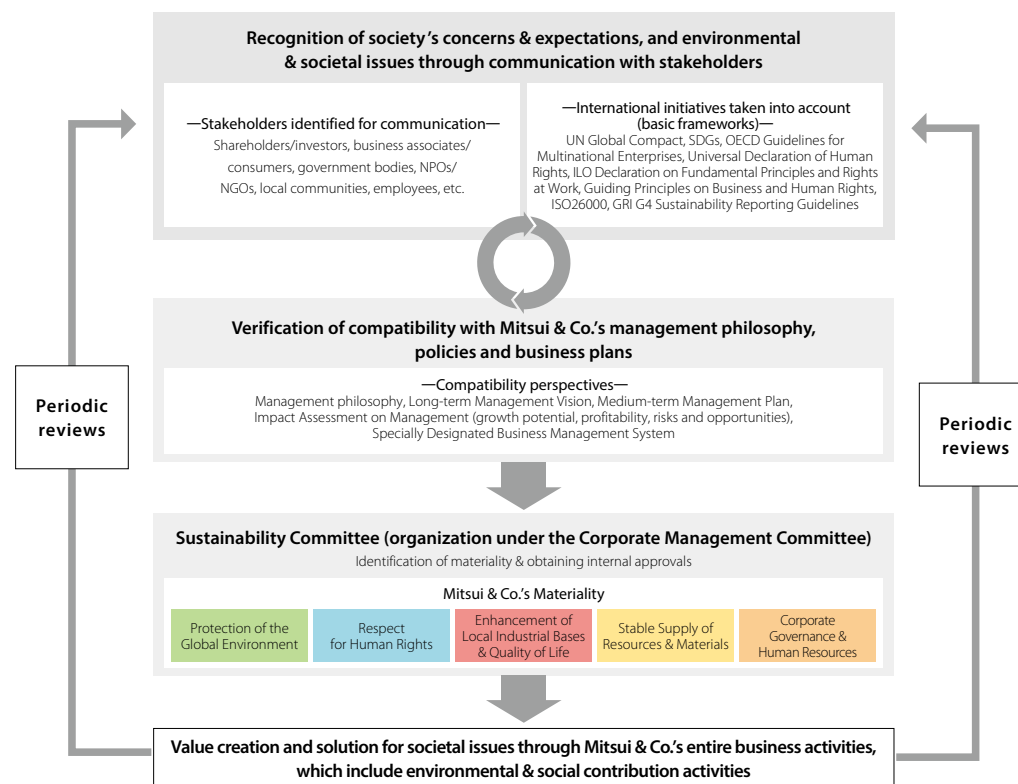 Recognition of society's concerns & expectations, and environmental
& societal issues through communication with stakeholders
—Stakeholders identified for communication—
Shareholders/investors, business associates/
consumers, government bodies, NPOs/
NGOs, local communities, employees, etc.
—International initiatives taken into account
(basic frameworks)—
UN Global Compact, SDGs, OECD Guidelines for
Multinational Enterprises, Universal Declaration of Human
Rights, ILO Declaration on Fundamental Principles and Rights
at Work, Guiding Principles on Business and Human Rights,
ISO26000, GRI G4 Sustainability Reporting Guidelines
Verification of compatibility with Mitsui & Co.'s management philosophy,
policies and business plans
—Compatibility perspectives—
Management philosophy, Long-term Management Vision, Medium-term Management Plan,
Impact Assessment on Management (growth potential, profitability, risks and opportunities),
Specially Designated Business Management System
Periodic
reviews
Periodic
reviews
Sustainability Committee (organization under the Corporate Management Committee)
Identification of materiality & obtaining internal approvals
Mitsui & Co.'s Materiality
Protection of the
Global Environment
Respect
for Human Rights
Enhancement of
Local Industrial Bases
& Quality of Life
Stable Supply of
Resources & Materials
Corporate
Governance &
Human Resources
Value creation and solution for societal issues through Mitsui & Co.'s entire business activities,
which include environmental & social contribution activities